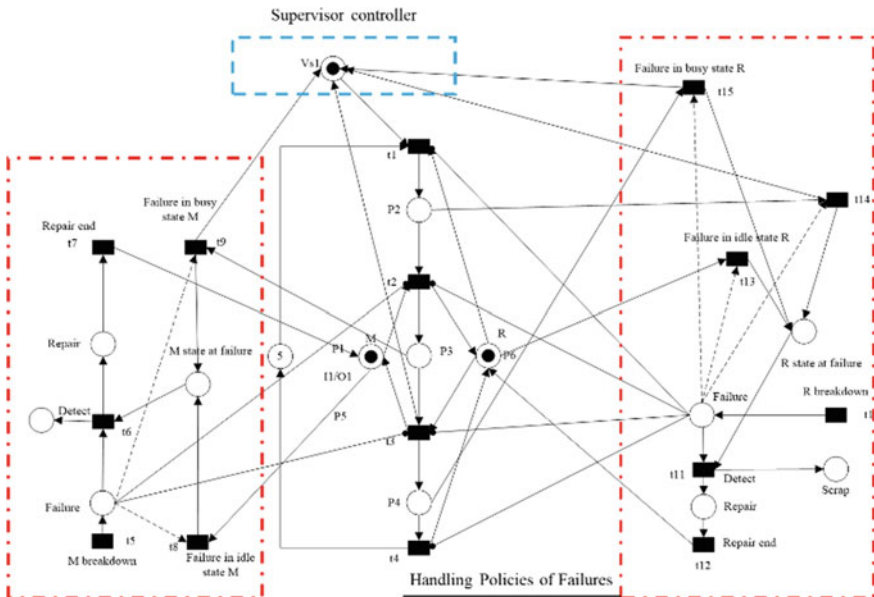 Supervisor controller
Vs1
Failure in busy state R
t15
t1
Failure in busy
state M
P2
t14
Repair end
t7
t9
Failure in idle state R
t2
t13
Repair
M
R
P1
P3
P6
5
M state at failure
I1/O1
R state at failure
Detect
P5
Failure
R breakdown
t6
t3
t1
t11
Detect
Failure
P4
Repair
Scrap
t5
t8
M breakdown
Failure in idle
state M
t4
Repair end
t12
Handling Policies of Failures